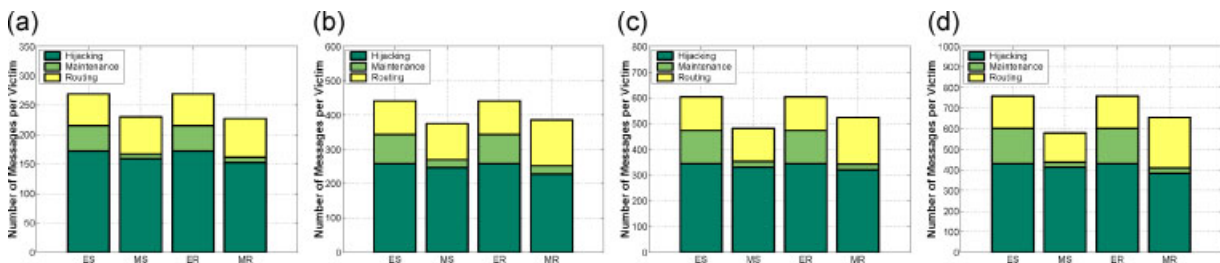 (a)
Number of Messages per Victim
350
300
250
200
150
100
50
0
Hijacking
Maintenance
Routing
ES MS ER MR
(b)
Number of Messages per Victim
600
500
400
300
200
100
0
Hijacking
Maintenance
Routing
ES MS ER MR
(c)
Number of Messages per Victim
800
700
600
500
400
300
200
100
0
Hijacking
Maintenance
Routing
ES MS ER MR
(d)
Number of Messages per Victim
1000
900
800
700
600
500
400
300
200
100
0
Hijacking
Maintenance
Routing
ES MS ER MR